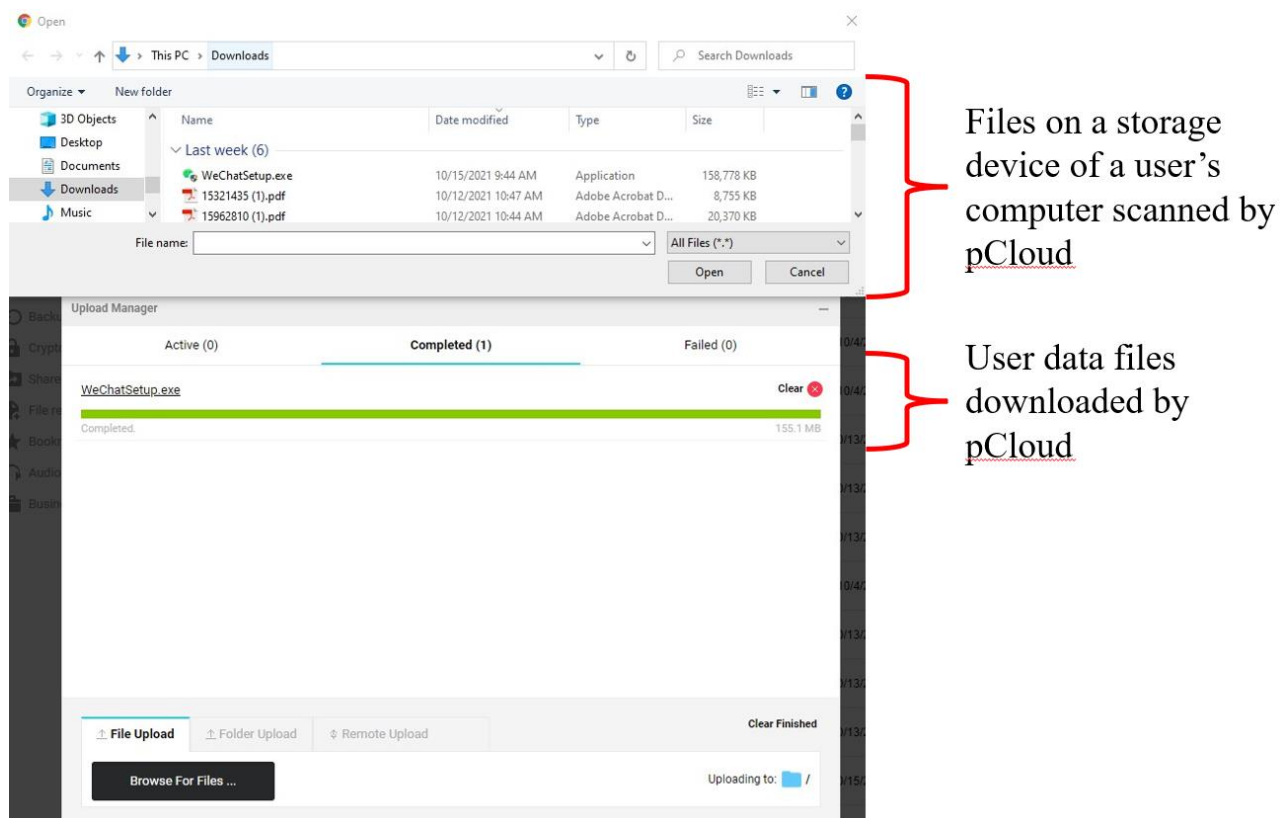 Open
This PC > Downloads
Search Downloads
Organize
New folder
3D Objects
Desktop
Documents
Downloads
Music
Name Date modified Type Size
Last week (6)
WeChatSetup.exe 10/15/2021 9:44 AM Application 158,778 KB
15321435 (1).pdf 10/12/2021 10:47 AM Adobe Acrobat D... 8,755 KB
15962810 (1).pdf 10/12/2021 10:44 AM Adobe Acrobat D... 20,370 KB
File name:
All Files (*.*)
Open Cancel
Files on a storage
device of a user's
computer scanned by
pCloud
Upload Manager
Active (0) Completed (1) Failed (0)
WeChatSetup.exe Clear
Completed. 155.1 MB
User data files
downloaded by
pCloud
Share
Audio
File Upload Folder Upload Remote Upload
Clear Finished
Browse For Files ...
Uploading to: /